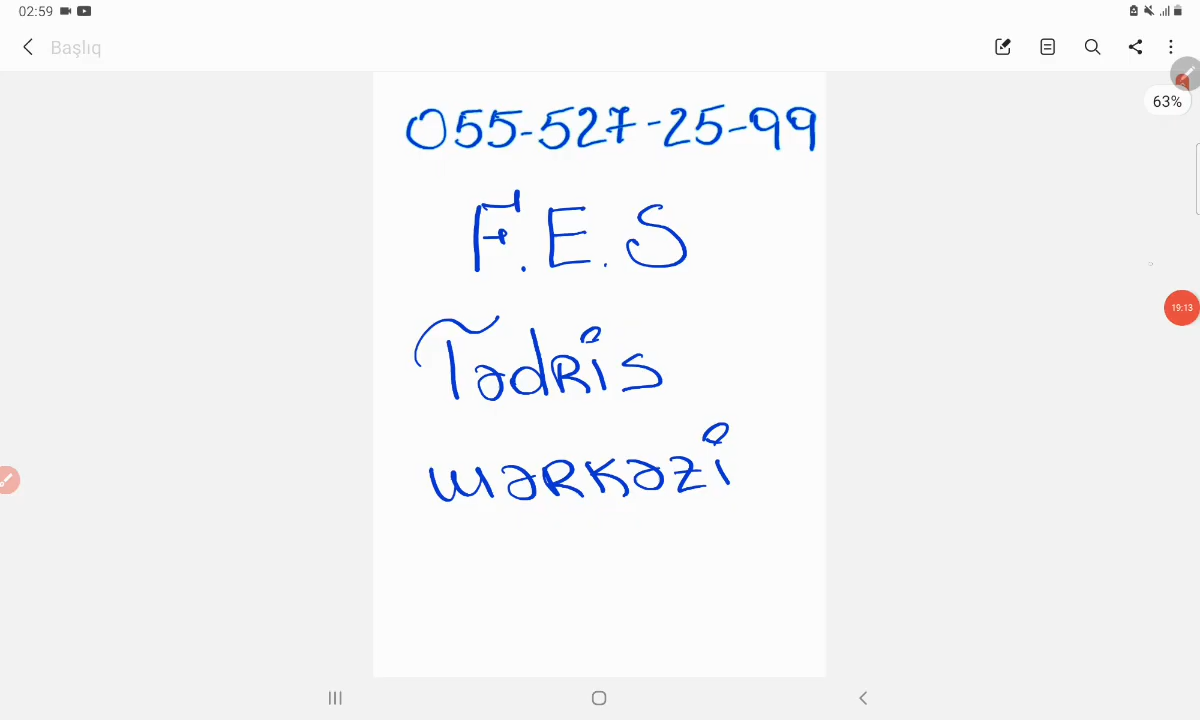 02:59
Başlıq
63%
055-527-25-99
F.E.S
Tədris
mərkəzi
19:13